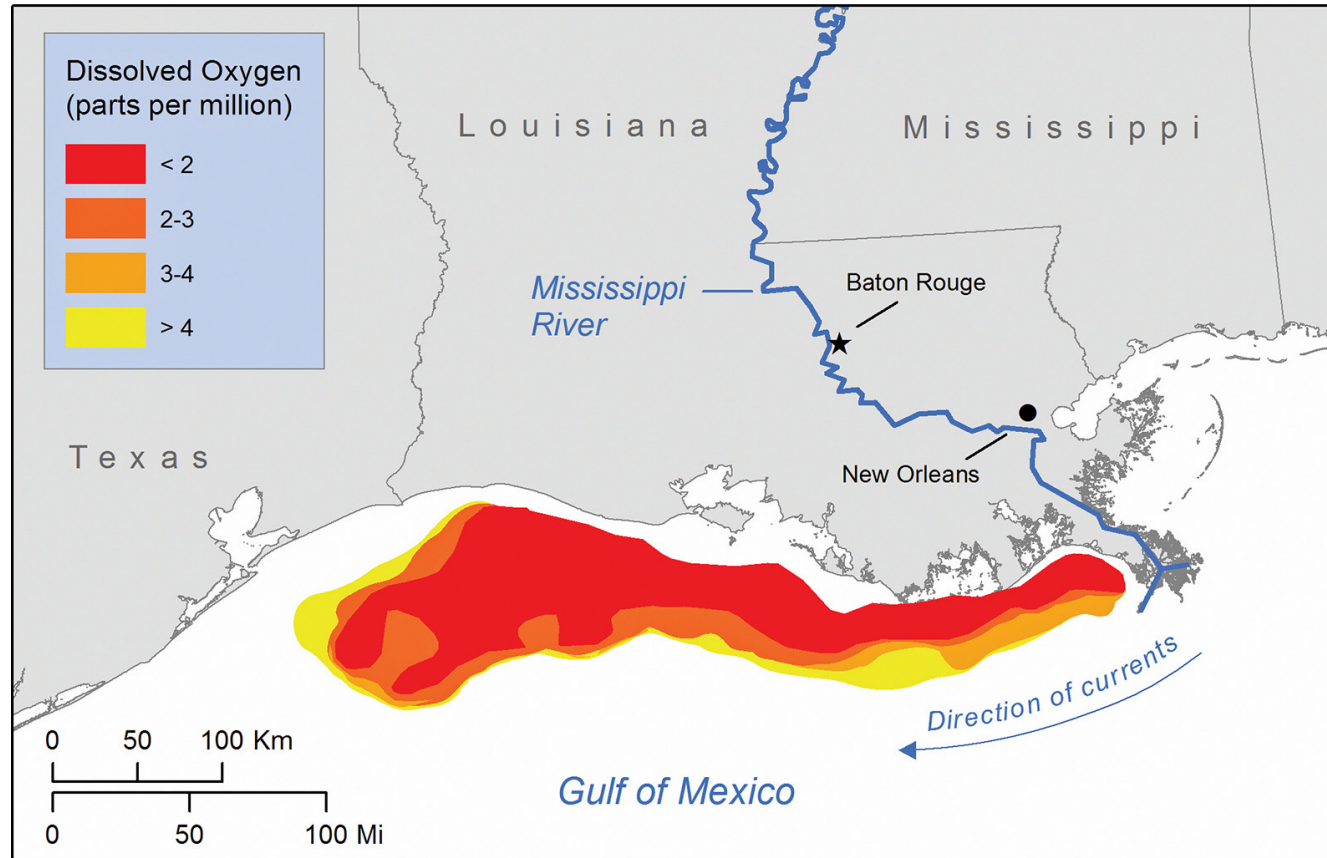 Dissolved Oxygen
(parts per million)
< 2
2-3
3-4
> 4
Louisiana
Mississippi
Mississippi
River
Baton Rouge
Texas
New Orleans
Direction of currents
Gulf of Mexico
0 50 100 Km
0 50 100 Mi